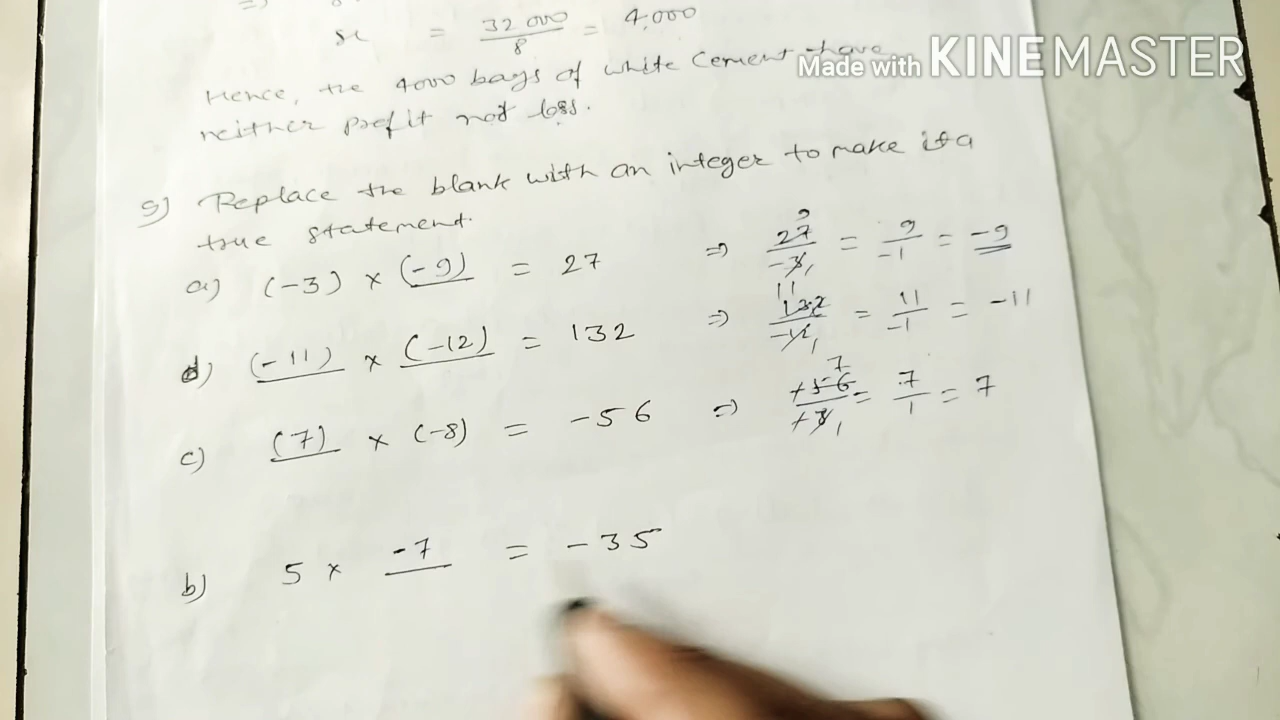 x = 32000/8 = 4,000
Made with KINEMASTER
Hence, the 4000 bags of white cement have
neither profit not loss.
9) Replace the blank with an integer to make it a
true statement.
a) (-3) × (-9) = 27 ⇒ 27/-3 = 9/-1 = -9
d) (-11) × (-12) = 132 ⇒ 132/-12 = 11/-1 = -11
c) (7) × (-8) = -56 ⇒ +56/+8 = 7/1 = 7
b) 5 × -7 = -35